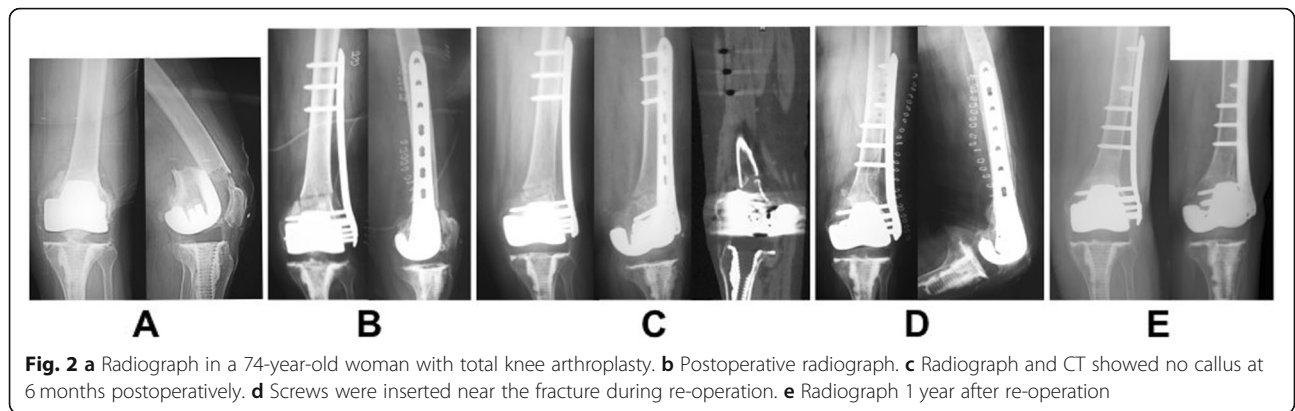 A B C D E
Fig. 2 a Radiograph in a 74-year-old woman with total knee arthroplasty. b Postoperative radiograph. c Radiograph and CT showed no callus at
6 months postoperatively. d Screws were inserted near the fracture during re-operation. e Radiograph 1 year after re-operation